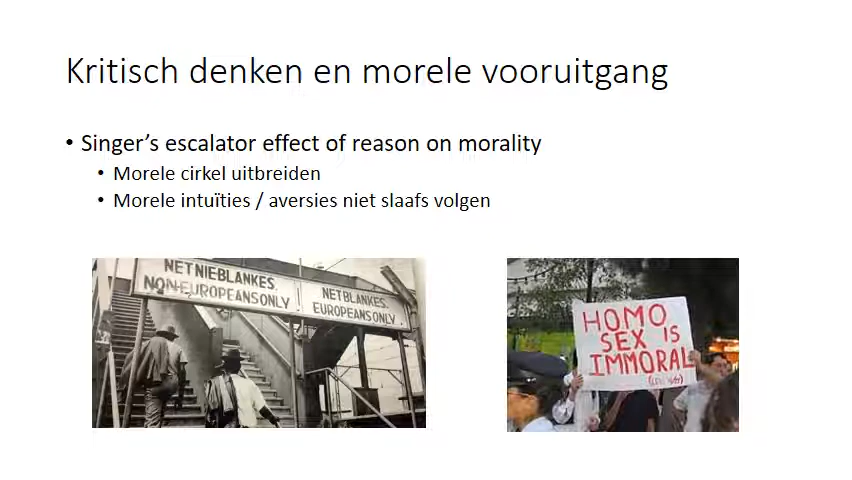 Kritisch denken en morele vooruitgang
• Singer's escalator effect of reason on morality
• Morele cirkel uitbreiden
• Morele intuïties / aversies niet slaafs volgen
NET NIE BLANKES.
NON-EUROPEANS ONLY
NET BLANKES.
EUROPEANS ONLY
HOMO
SEX IS
IMMORAL